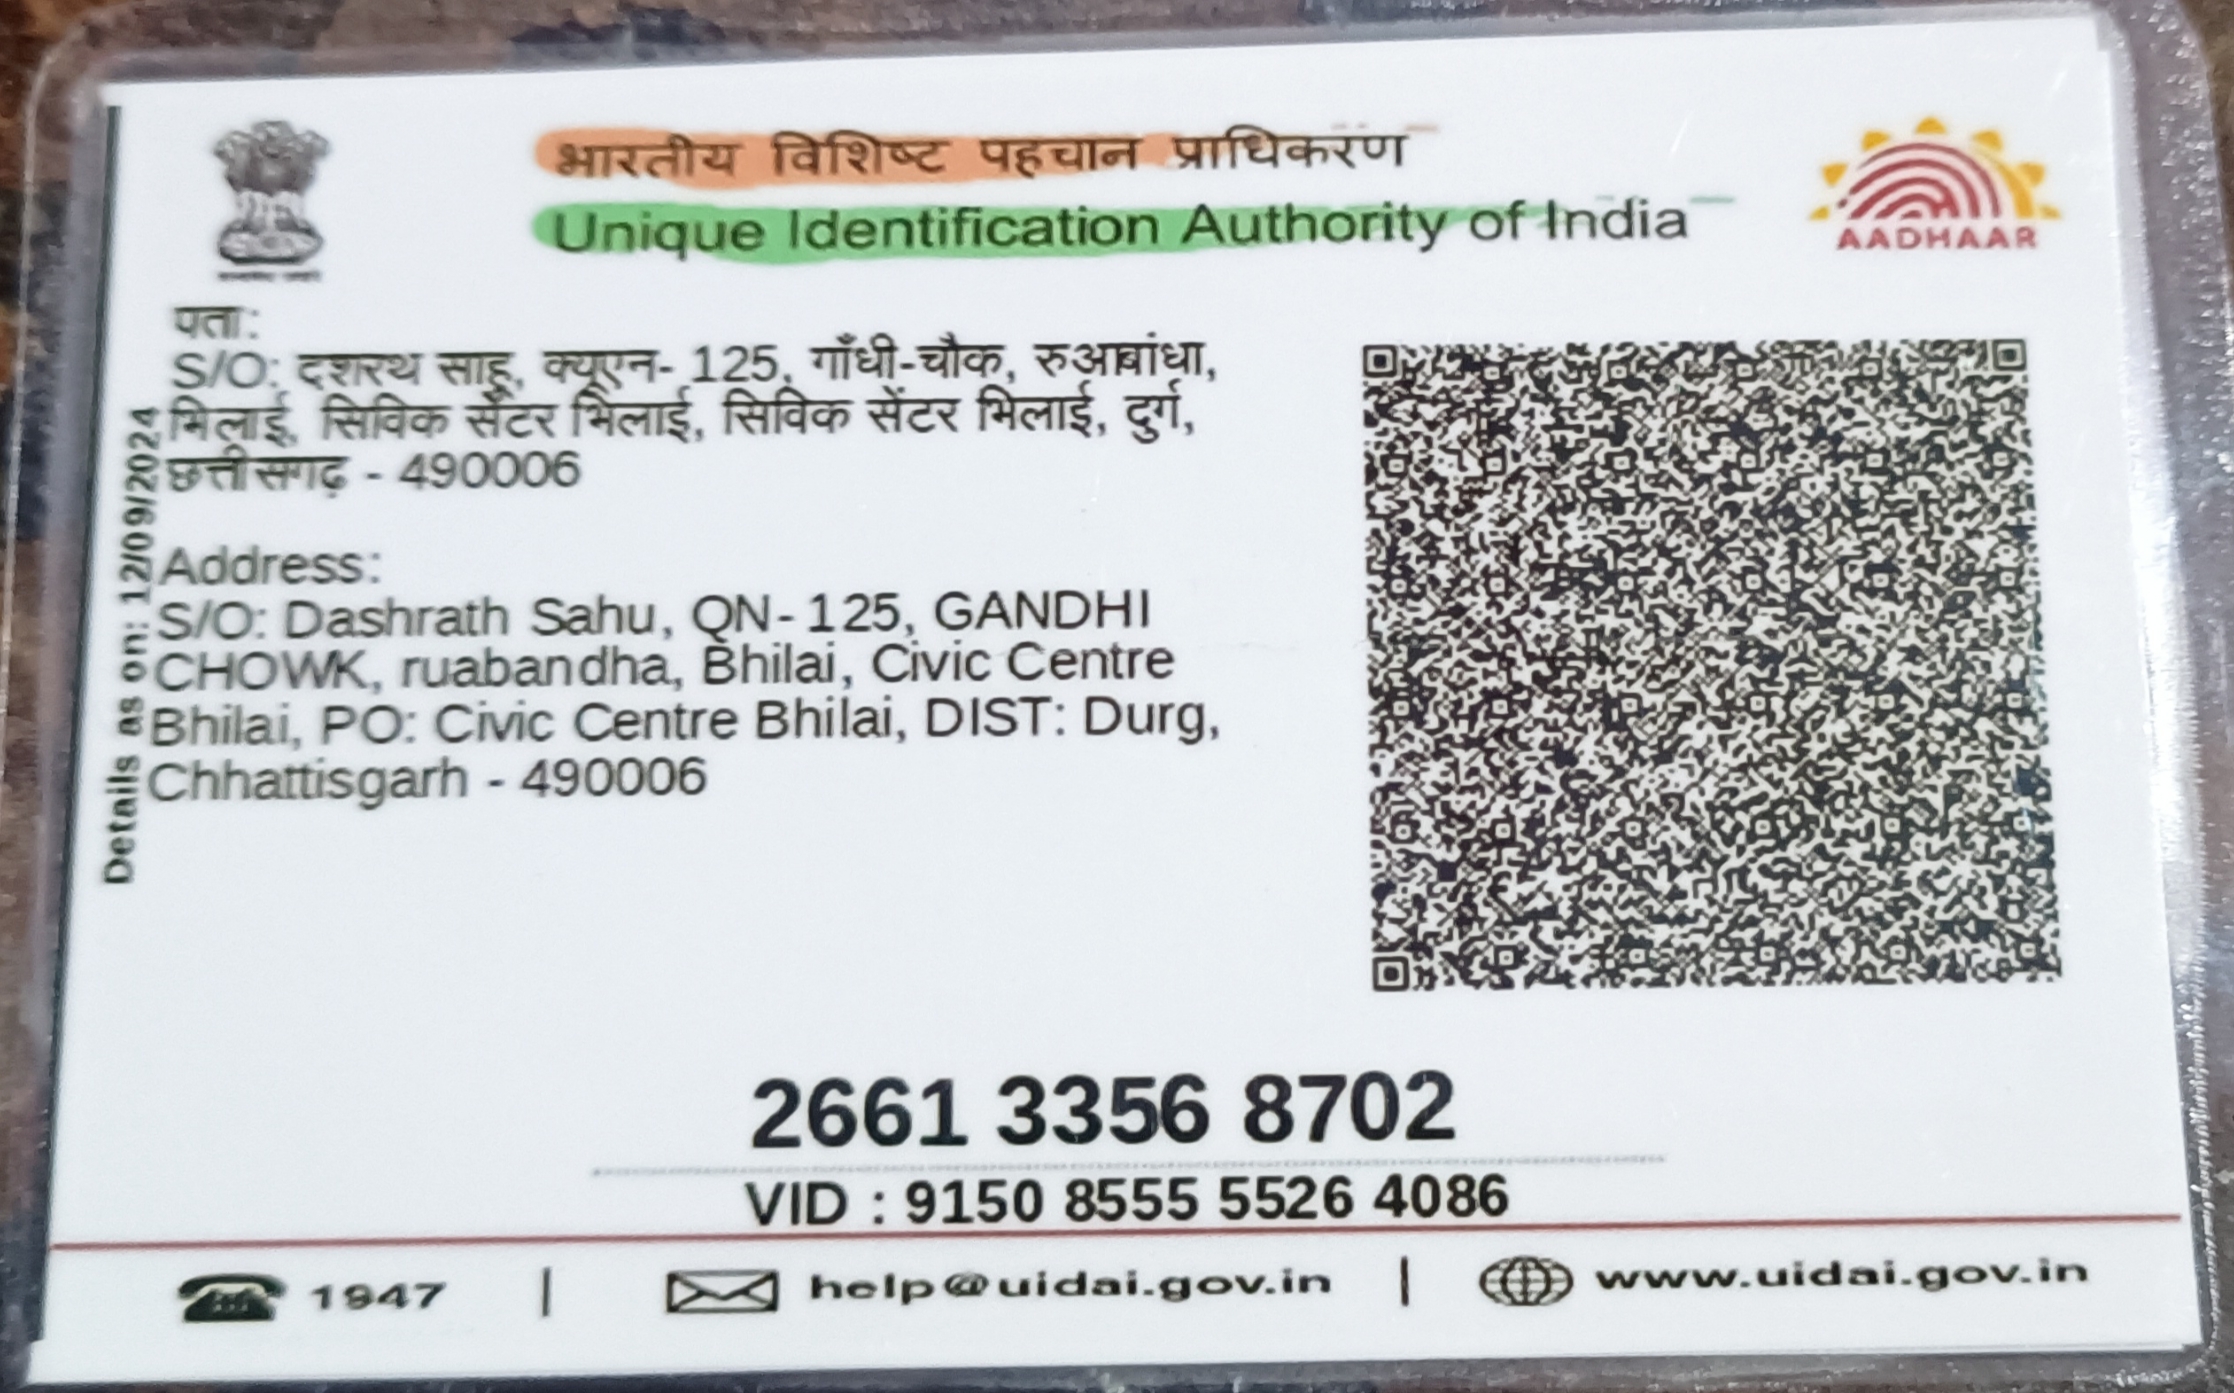 भारतीय विशिष्ट पहचान प्राधिकरण
Unique Identification Authority of India
AADHAAR
पता:
S/O: दशरथ साहू, क्यूएन- 125, गाँधी-चौक, रुआबांधा,
भिलाई, सिविक सेंटर भिलाई, सिविक सेंटर भिलाई, दुर्ग,
छत्तीसगढ़ - 490006
Address:
S/O: Dashrath Sahu, QN- 125, GANDHI
CHOWK, ruabandha, Bhilai, Civic Centre
Bhilai, PO: Civic Centre Bhilai, DIST: Durg,
Chhattisgarh - 490006
Details as on: 12/09/2024
2661 3356 8702
VID : 9150 8555 5526 4086
1947 | help@uidai.gov.in | www.uidai.gov.in